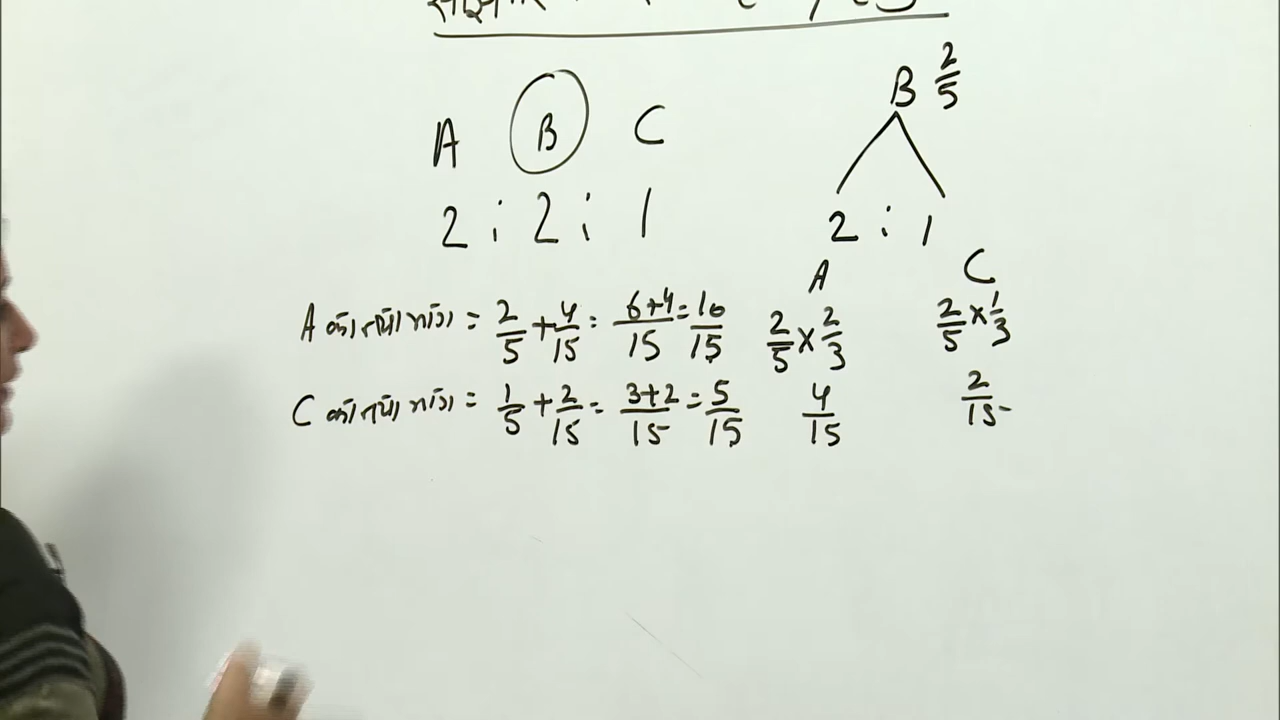 A B C
2 : 2 : 1
A का नया भाग = 2/5 + 4/15 = 6+4/15 = 10/15
C का नया भाग = 1/5 + 2/15 = 3+2/15 = 5/15
B 2/5
2 : 1
A C
2/5 × 2/3 2/5 × 1/3
4/15 2/15